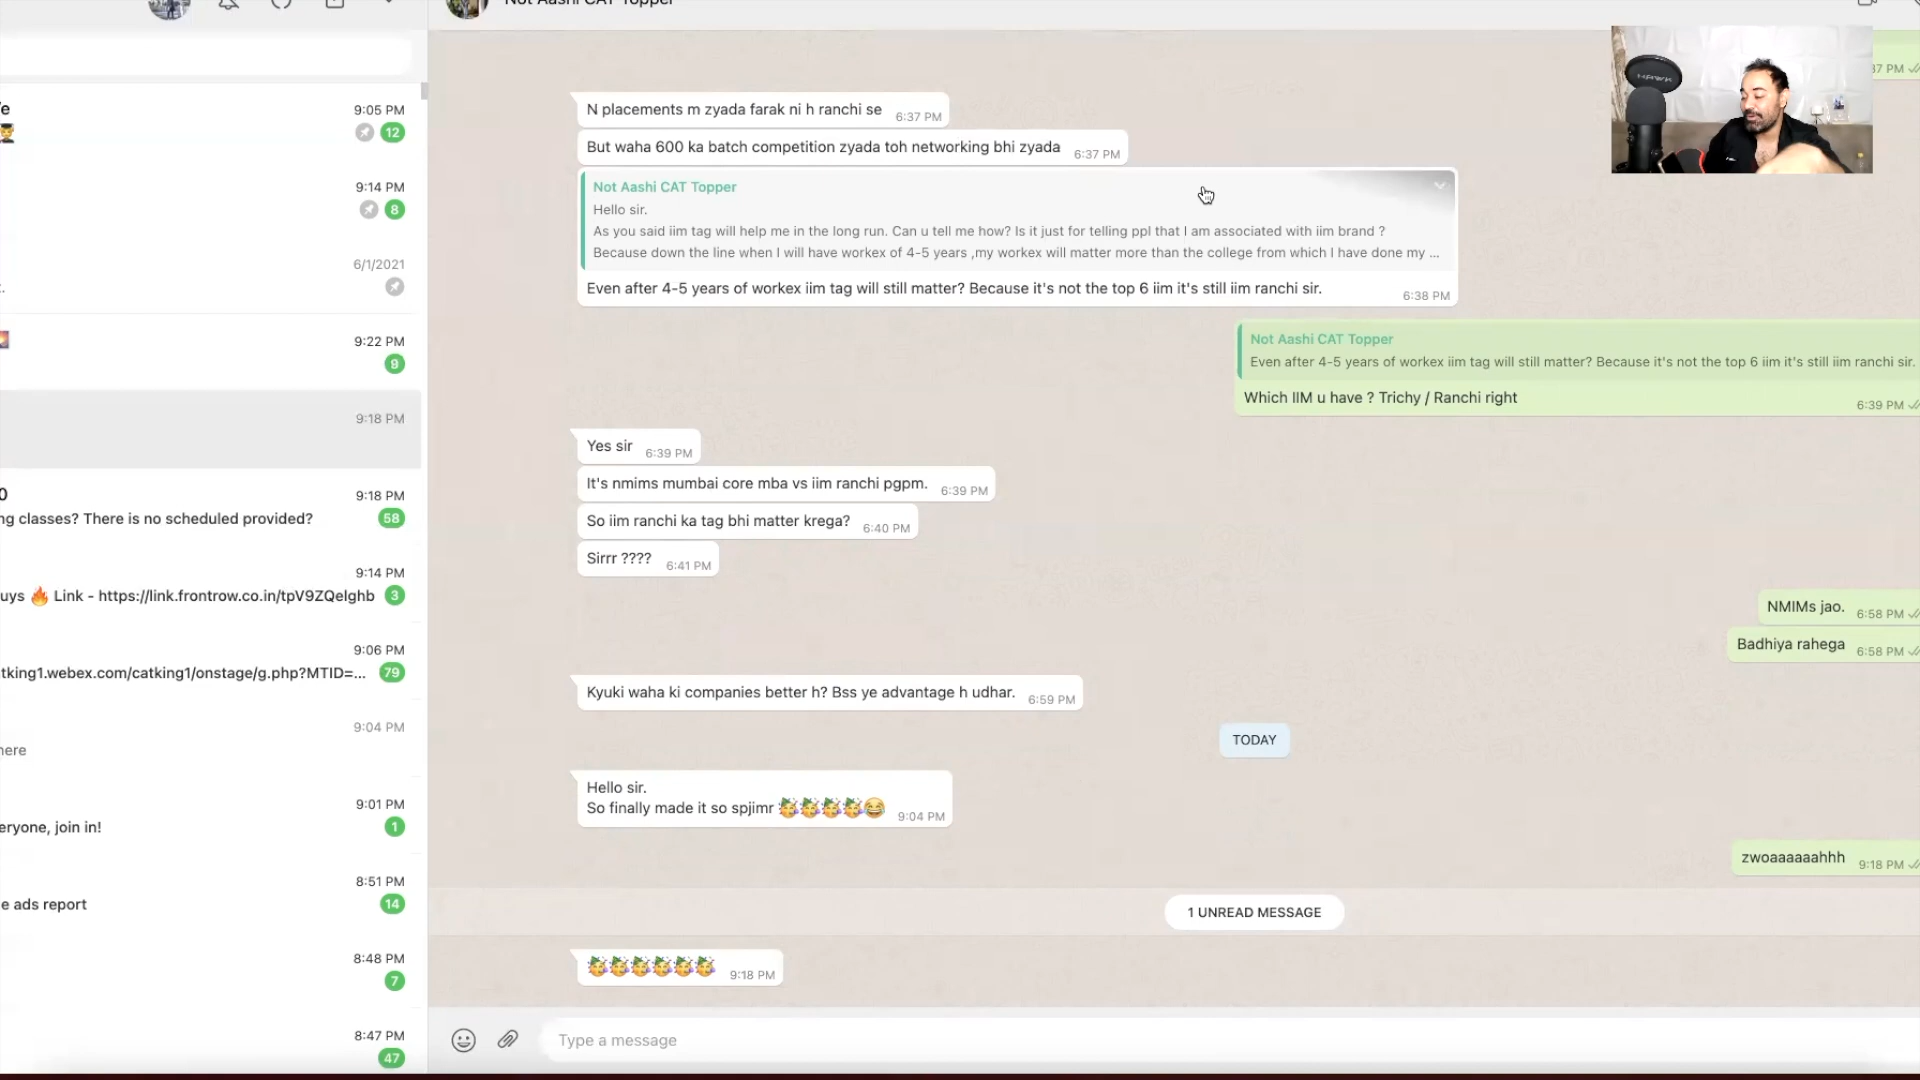 Not Aashi CAT Topper
e
9:05 PM
12
9:14 PM
8
6/1/2021
9:22 PM
9
9:18 PM
0
9:18 PM
ng classes? There is no scheduled provided?
58
9:14 PM
uys 🔥 Link - https://link.frontrow.co.in/tpV9ZQeIghb
3
9:06 PM
tking1.webex.com/catking1/onstage/g.php?MTID=...
79
9:04 PM
here
9:01 PM
eryone, join in!
1
8:51 PM
e ads report
14
8:48 PM
7
8:47 PM
47
37 PM
N placements m zyada farak ni h ranchi se 6:37 PM
But waha 600 ka batch competition zyada toh networking bhi zyada 6:37 PM
Not Aashi CAT Topper
Hello sir.
As you said iim tag will help me in the long run. Can u tell me how? Is it just for telling ppl that I am associated with iim brand ?
Because down the line when I will have workex of 4-5 years ,my workex will matter more than the college from which I have done my ...
Even after 4-5 years of workex iim tag will still matter? Because it's not the top 6 iim it's still iim ranchi sir. 6:38 PM
Not Aashi CAT Topper
Even after 4-5 years of workex iim tag will still matter? Because it's not the top 6 iim it's still iim ranchi sir.
Which IIM u have ? Trichy / Ranchi right 6:39 PM
Yes sir 6:39 PM
It's nmims mumbai core mba vs iim ranchi pgpm. 6:39 PM
So iim ranchi ka tag bhi matter krega? 6:40 PM
Sirrr ???? 6:41 PM
NMIMs jao. 6:58 PM
Badhiya rahega 6:58 PM
Kyuki waha ki companies better h? Bss ye advantage h udhar. 6:59 PM
TODAY
Hello sir.
So finally made it so spjimr 🥳🥳🥳🥳😂 9:04 PM
zwoaaaaaahhh 9:18 PM
1 UNREAD MESSAGE
🥳🥳🥳🥳🥳🥳 9:18 PM
Type a message